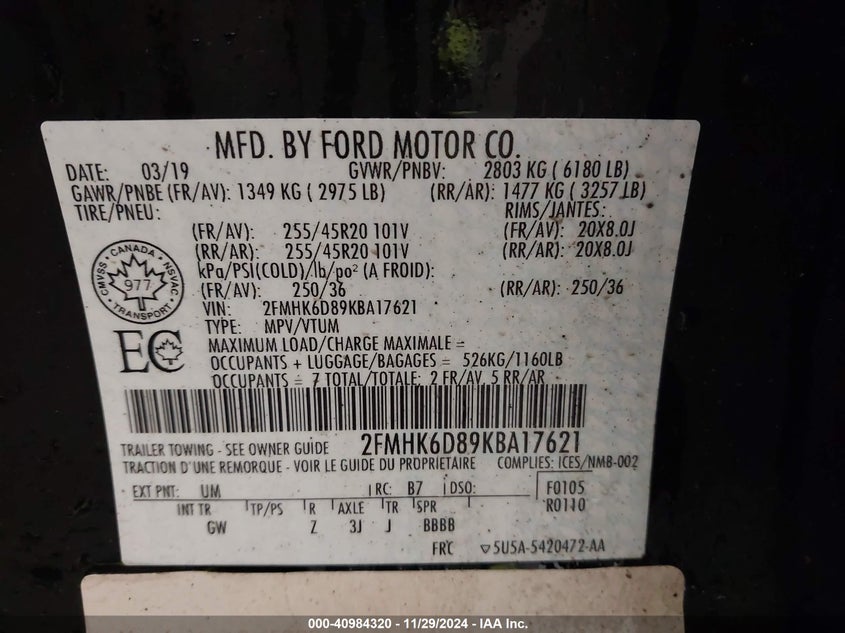 MFD. BY FORD MOTOR CO.
DATE: 03/19 GVWR/PNBV: 2803 KG ( 6180 LB)
GAWR/PNBE (FR/AV): 1349 KG ( 2975 LB) (RR/AR): 1477 KG ( 3257 LB)
TIRE/PNEU: RIMS/JANTES:
(FR/AV): 255/45R20 101V (FR/AV): 20X8.0J
(RR/AR): 255/45R20 101V (RR/AR): 20X8.0J
kPa/PSI(COLD)/lb/po² (A FROID):
(FR/AV): 250/36 (RR/AR): 250/36
VIN: 2FMHK6D89KBA17621
TYPE: MPV/VTUM
MAXIMUM LOAD/CHARGE MAXIMALE =
OCCUPANTS + LUGGAGE/BAGAGES = 526KG/1160LB
OCCUPANTS = 7 TOTAL/TOTALE: 2 FR/AV, 5 RR/AR
CANADA
CMVSS NSVAC
977
TRANSPORT
EC
TRAILER TOWING - SEE OWNER GUIDE 2FMHK6D89KBA17621
TRACTION D'UNE REMORQUE - VOIR LE GUIDE DU PROPRIETAIRE COMPLIES: ICES/NMB-002
EXT PNT: UM RC: B7 DSO: F0105
INT TR TP/PS R AXLE TR SPR R0110
GW Z 3J J BBBB
FRC 5U5A-5420472-AA
000-40984320 - 11/29/2024 - IAA Inc.